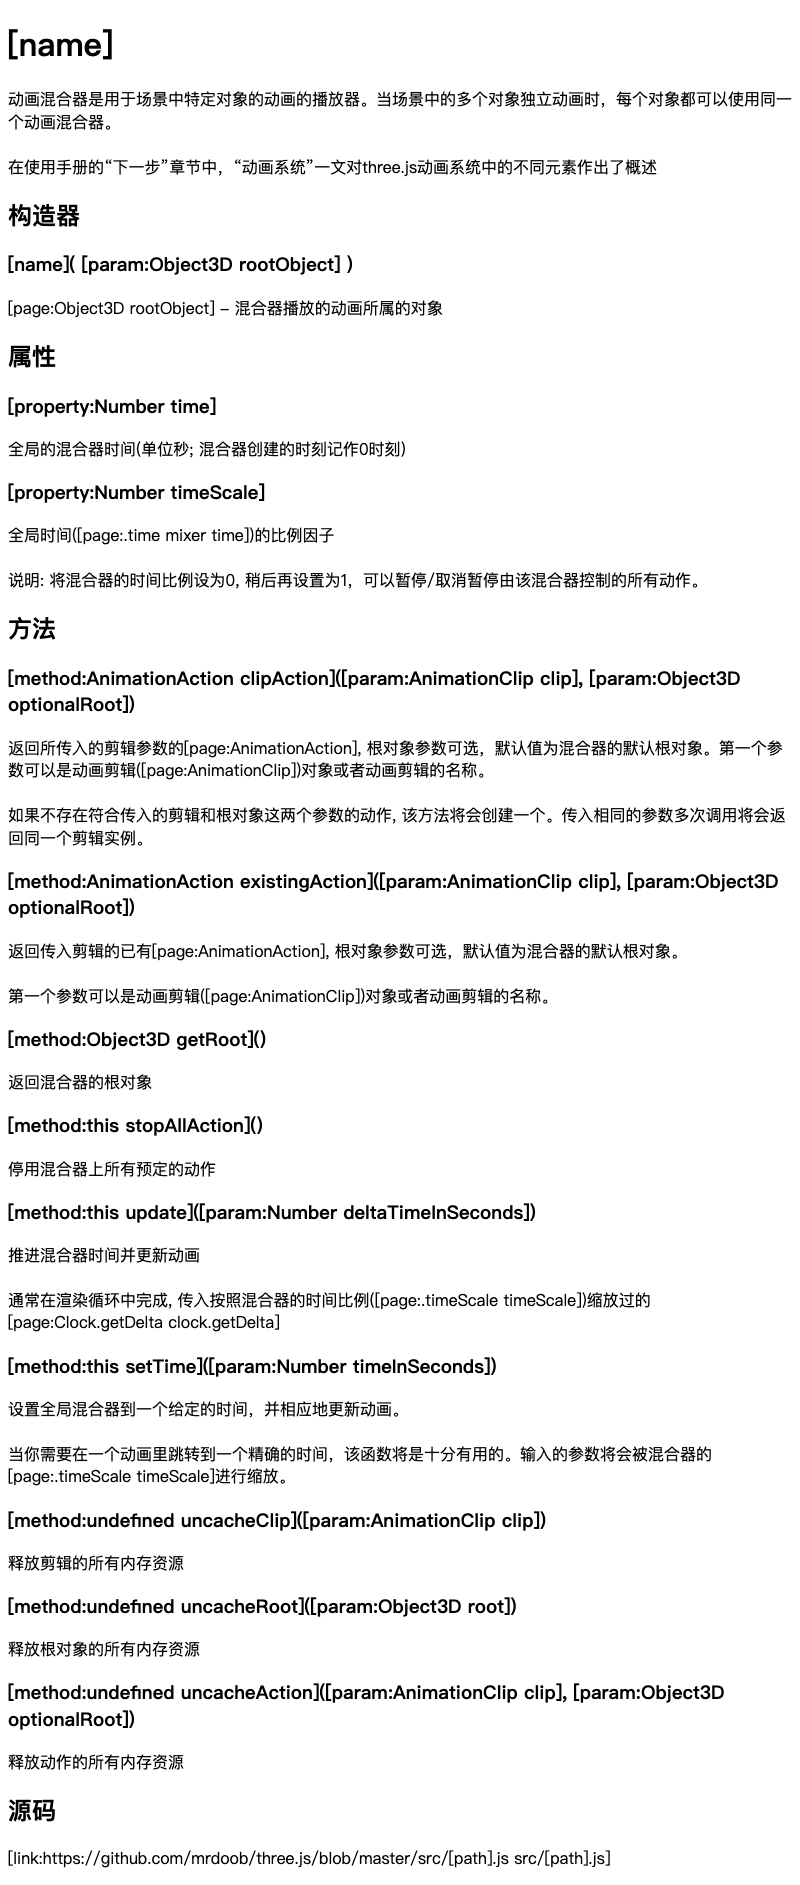 [name]
动画混合器是用于场景中特定对象的动画的播放器。当场景中的多个对象独立动画时，每个对象都可以使用同一
个动画混合器。
在使用手册的“下一步”章节中，“动画系统”一文对three.js动画系统中的不同元素作出了概述
构造器
[name]( [param:Object3D rootObject] )
[page:Object3D rootObject] – 混合器播放的动画所属的对象
属性
[property:Number time]
全局的混合器时间(单位秒; 混合器创建的时刻记作0时刻)
[property:Number timeScale]
全局时间([page:.time mixer time])的比例因子
说明: 将混合器的时间比例设为0, 稍后再设置为1，可以暂停/取消暂停由该混合器控制的所有动作。
方法
[method:AnimationAction clipAction]([param:AnimationClip clip], [param:Object3D
optionalRoot])
返回所传入的剪辑参数的[page:AnimationAction], 根对象参数可选，默认值为混合器的默认根对象。第一个参
数可以是动画剪辑([page:AnimationClip])对象或者动画剪辑的名称。
如果不存在符合传入的剪辑和根对象这两个参数的动作, 该方法将会创建一个。传入相同的参数多次调用将会返
回同一个剪辑实例。
[method:AnimationAction existingAction]([param:AnimationClip clip], [param:Object3D
optionalRoot])
返回传入剪辑的已有[page:AnimationAction], 根对象参数可选，默认值为混合器的默认根对象。
第一个参数可以是动画剪辑([page:AnimationClip])对象或者动画剪辑的名称。
[method:Object3D getRoot]()
返回混合器的根对象
[method:this stopAllAction]()
停用混合器上所有预定的动作
[method:this update]([param:Number deltaTimeInSeconds])
推进混合器时间并更新动画
通常在渲染循环中完成, 传入按照混合器的时间比例([page:.timeScale timeScale])缩放过的
[page:Clock.getDelta clock.getDelta]
[method:this setTime]([param:Number timeInSeconds])
设置全局混合器到一个给定的时间，并相应地更新动画。
当你需要在一个动画里跳转到一个精确的时间，该函数将是十分有用的。输入的参数将会被混合器的
[page:.timeScale timeScale]进行缩放。
[method:undefined uncacheClip]([param:AnimationClip clip])
释放剪辑的所有内存资源
[method:undefined uncacheRoot]([param:Object3D root])
释放根对象的所有内存资源
[method:undefined uncacheAction]([param:AnimationClip clip], [param:Object3D
optionalRoot])
释放动作的所有内存资源
源码
[link:https://github.com/mrdoob/three.js/blob/master/src/[path].js src/[path].js]